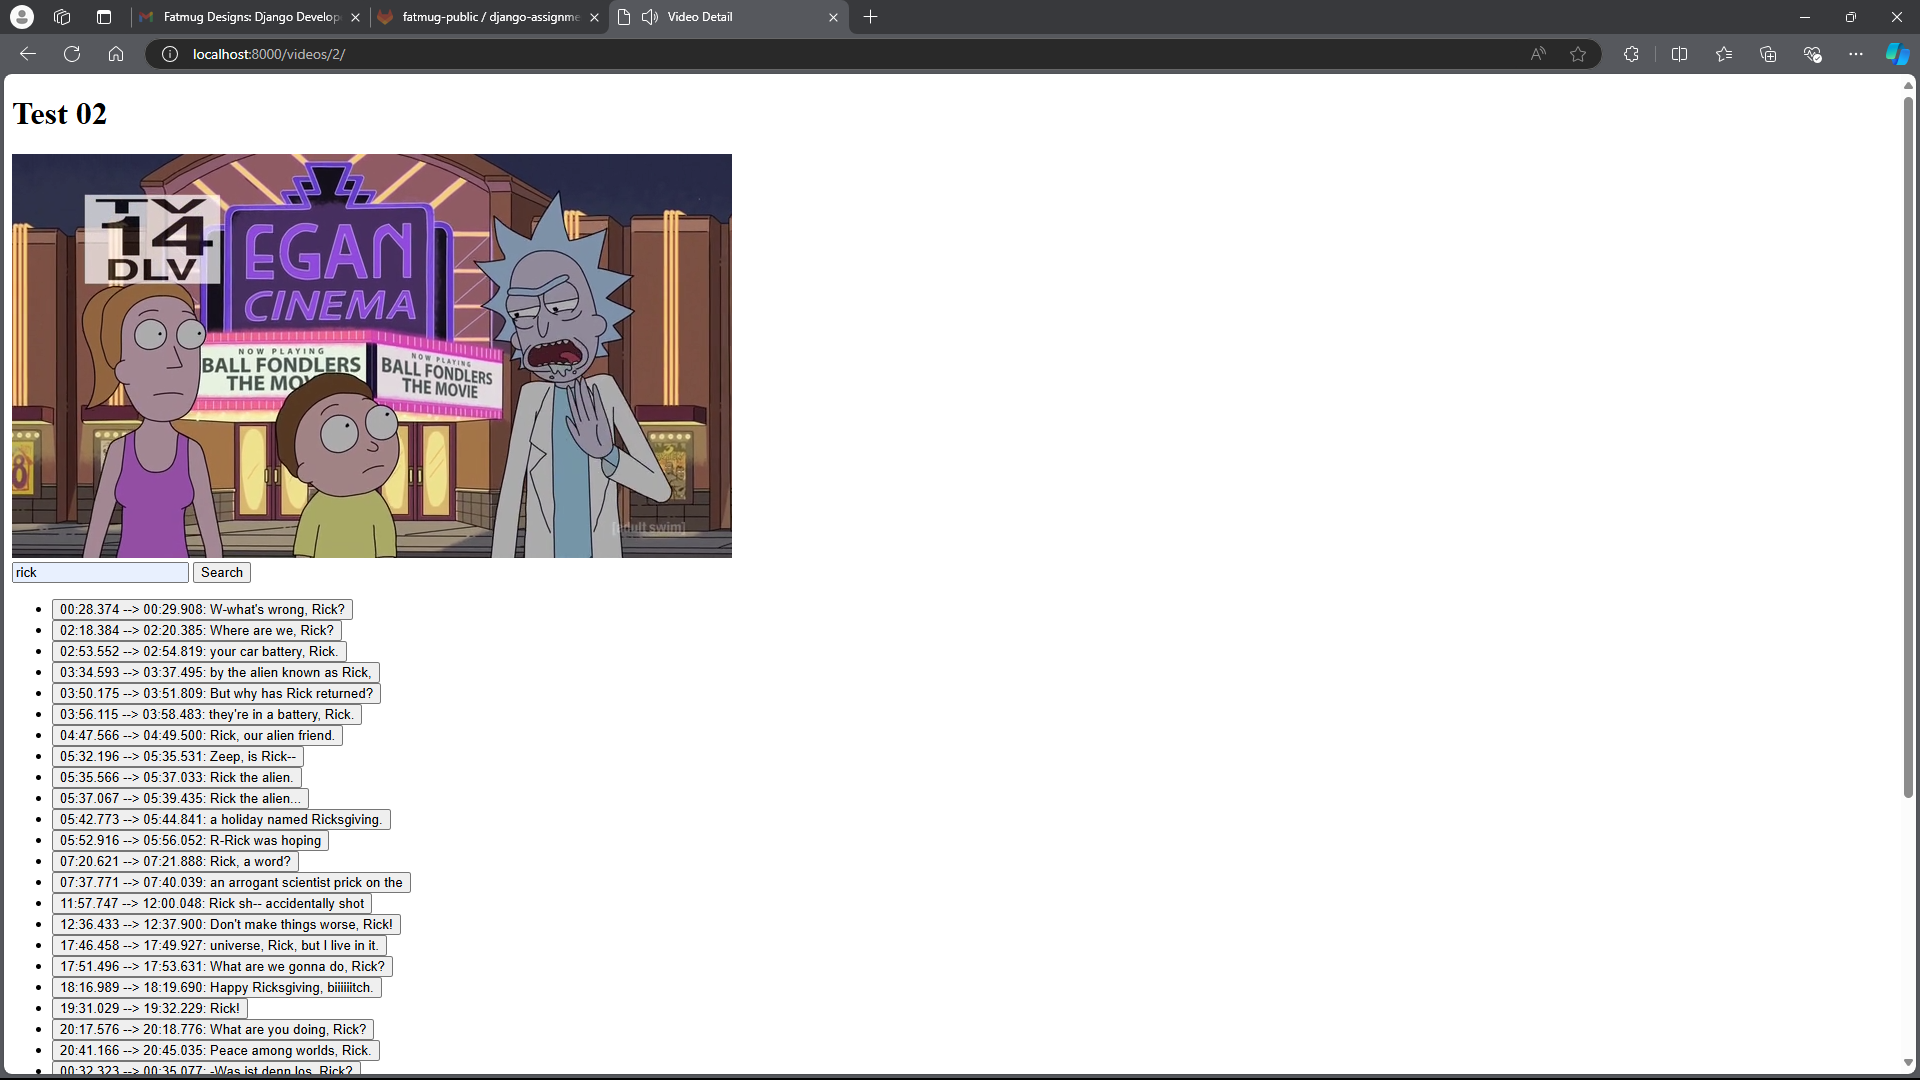 Fatmug Designs: Django Develop
fatmug-public / django-assignme
Video Detail
localhost:8000/videos/2/
Test 02
TV
14
DLV
EGAN
CINEMA
NOW PLAYING
BALL FONDLERS
THE MOV
NOW PLAYING
BALL FONDLERS
THE MOVIE
[adult swim]
rick
Search
00:28.374 --> 00:29.908: W-what's wrong, Rick?
02:18.384 --> 02:20.385: Where are we, Rick?
02:53.552 --> 02:54.819: your car battery, Rick.
03:34.593 --> 03:37.495: by the alien known as Rick,
03:50.175 --> 03:51.809: But why has Rick returned?
03:56.115 --> 03:58.483: they're in a battery, Rick.
04:47.566 --> 04:49.500: Rick, our alien friend.
05:32.196 --> 05:35.531: Zeep, is Rick--
05:35.566 --> 05:37.033: Rick the alien.
05:37.067 --> 05:39.435: Rick the alien...
05:42.773 --> 05:44.841: a holiday named Ricksgiving.
05:52.916 --> 05:56.052: R-Rick was hoping
07:20.621 --> 07:21.888: Rick, a word?
07:37.771 --> 07:40.039: an arrogant scientist prick on the
11:57.747 --> 12:00.048: Rick sh-- accidentally shot
12:36.433 --> 12:37.900: Don't make things worse, Rick!
17:46.458 --> 17:49.927: universe, Rick, but I live in it.
17:51.496 --> 17:53.631: What are we gonna do, Rick?
18:16.989 --> 18:19.690: Happy Ricksgiving, biiiiiitch.
19:31.029 --> 19:32.229: Rick!
20:17.576 --> 20:18.776: What are you doing, Rick?
20:41.166 --> 20:45.035: Peace among worlds, Rick.
00:32.323 --> 00:35.077: -Was ist denn los, Rick?